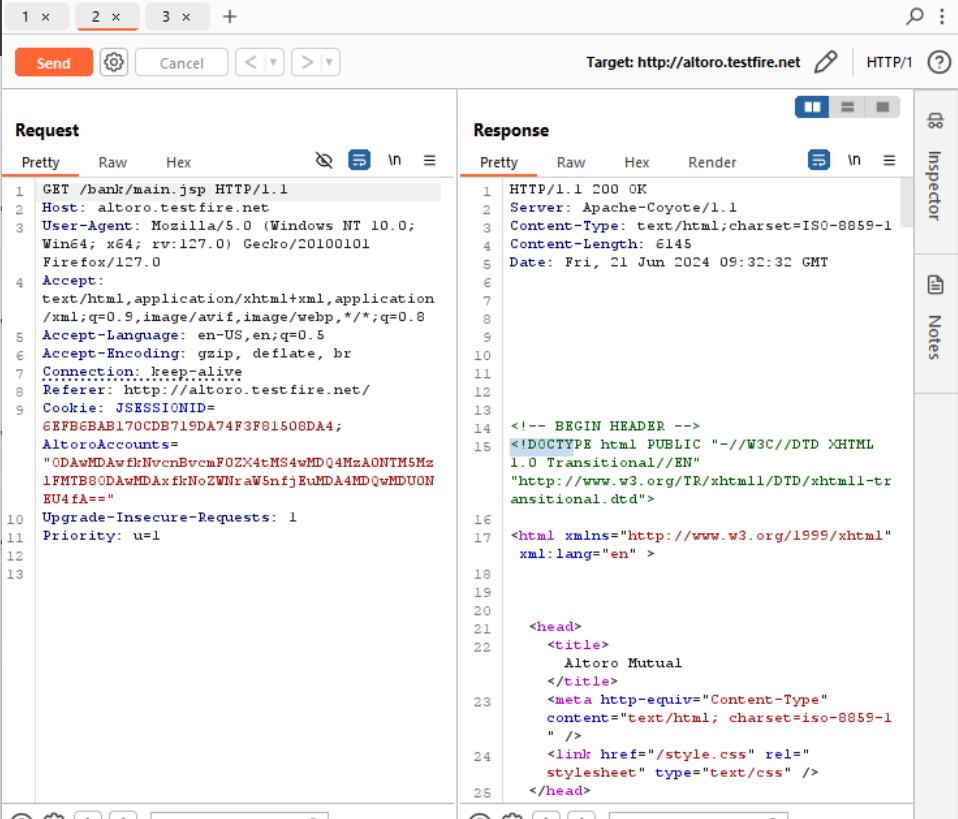 1 × 2 × 3 × +
Send Cancel < > Target: http://altoro.testfire.net HTTP/1 ?
Request
Pretty Raw Hex \n
1 GET /bank/main.jsp HTTP/1.1
2 Host: altoro.testfire.net
3 User-Agent: Mozilla/5.0 (Windows NT 10.0;
Win64; x64; rv:127.0) Gecko/20100101
Firefox/127.0
4 Accept:
text/html,application/xhtml+xml,application
/xml;q=0.9,image/avif,image/webp,*/*;q=0.8
5 Accept-Language: en-US,en;q=0.5
6 Accept-Encoding: gzip, deflate, br
7 Connection: keep-alive
8 Referer: http://altoro.testfire.net/
9 Cookie: JSESSIONID=
6EFB6BAB170CDB719DA74F3F81508DA4;
AltoroAccounts=
"ODAwMDAwfkNvcnBvcmF0ZX4tMS4wMDQ4MzA0NTM5Mz
lFMTB8ODAwMDAxfkNoZWNraW5nfjEuMDA4MDQwMDU0N
EU4fA=="
10 Upgrade-Insecure-Requests: 1
11 Priority: u=1
12
13
Response
Pretty Raw Hex Render \n
1 HTTP/1.1 200 OK
2 Server: Apache-Coyote/1.1
3 Content-Type: text/html;charset=ISO-8859-1
4 Content-Length: 6145
5 Date: Fri, 21 Jun 2024 09:32:32 GMT
6
7
8
9
10
11
12
13
14 <!-- BEGIN HEADER -->
15 <!DOCTYPE html PUBLIC "-//W3C//DTD XHTML
1.0 Transitional//EN"
"http://www.w3.org/TR/xhtml1/DTD/xhtml1-tr
ansitional.dtd">
16
17 <html xmlns="http://www.w3.org/1999/xhtml"
xml:lang="en" >
18
19
20
21 <head>
22 <title>
Altoro Mutual
</title>
23 <meta http-equiv="Content-Type"
content="text/html; charset=iso-8859-1
" />
24 <link href="/style.css" rel="
stylesheet" type="text/css" />
25 </head>
Inspector
Notes